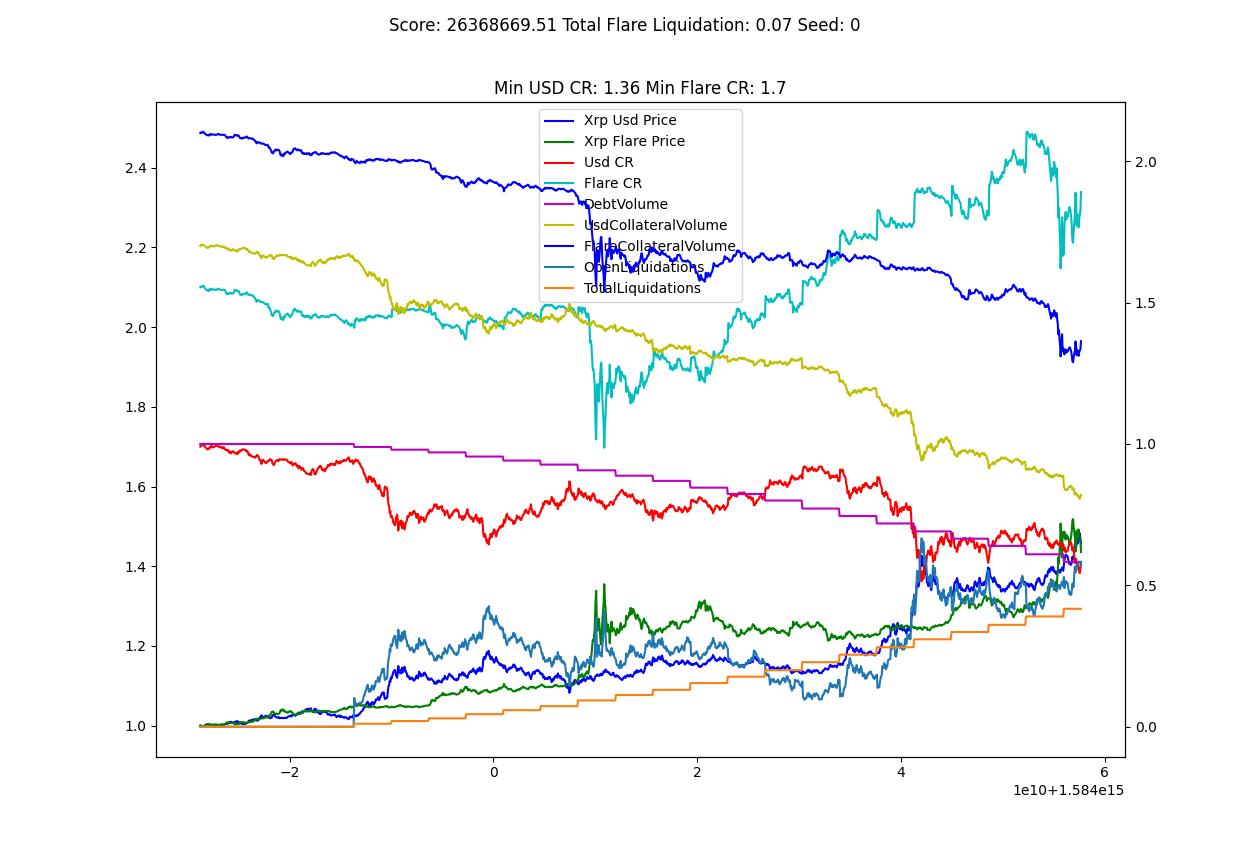 Score: 26368669.51 Total Flare Liquidation: 0.07 Seed: 0
Min USD CR: 1.36 Min Flare CR: 1.7
Xrp Usd Price
Xrp Flare Price
Usd CR
Flare CR
DebtVolume
UsdCollateralVolume
FlareCollateralVolume
OpenLiquidations
TotalLiquidations
2.4
2.2
2.0
1.8
1.6
1.4
1.2
1.0
2.0
1.5
1.0
0.5
0.0
−2
0
2
4
6
1e10+1.584e15